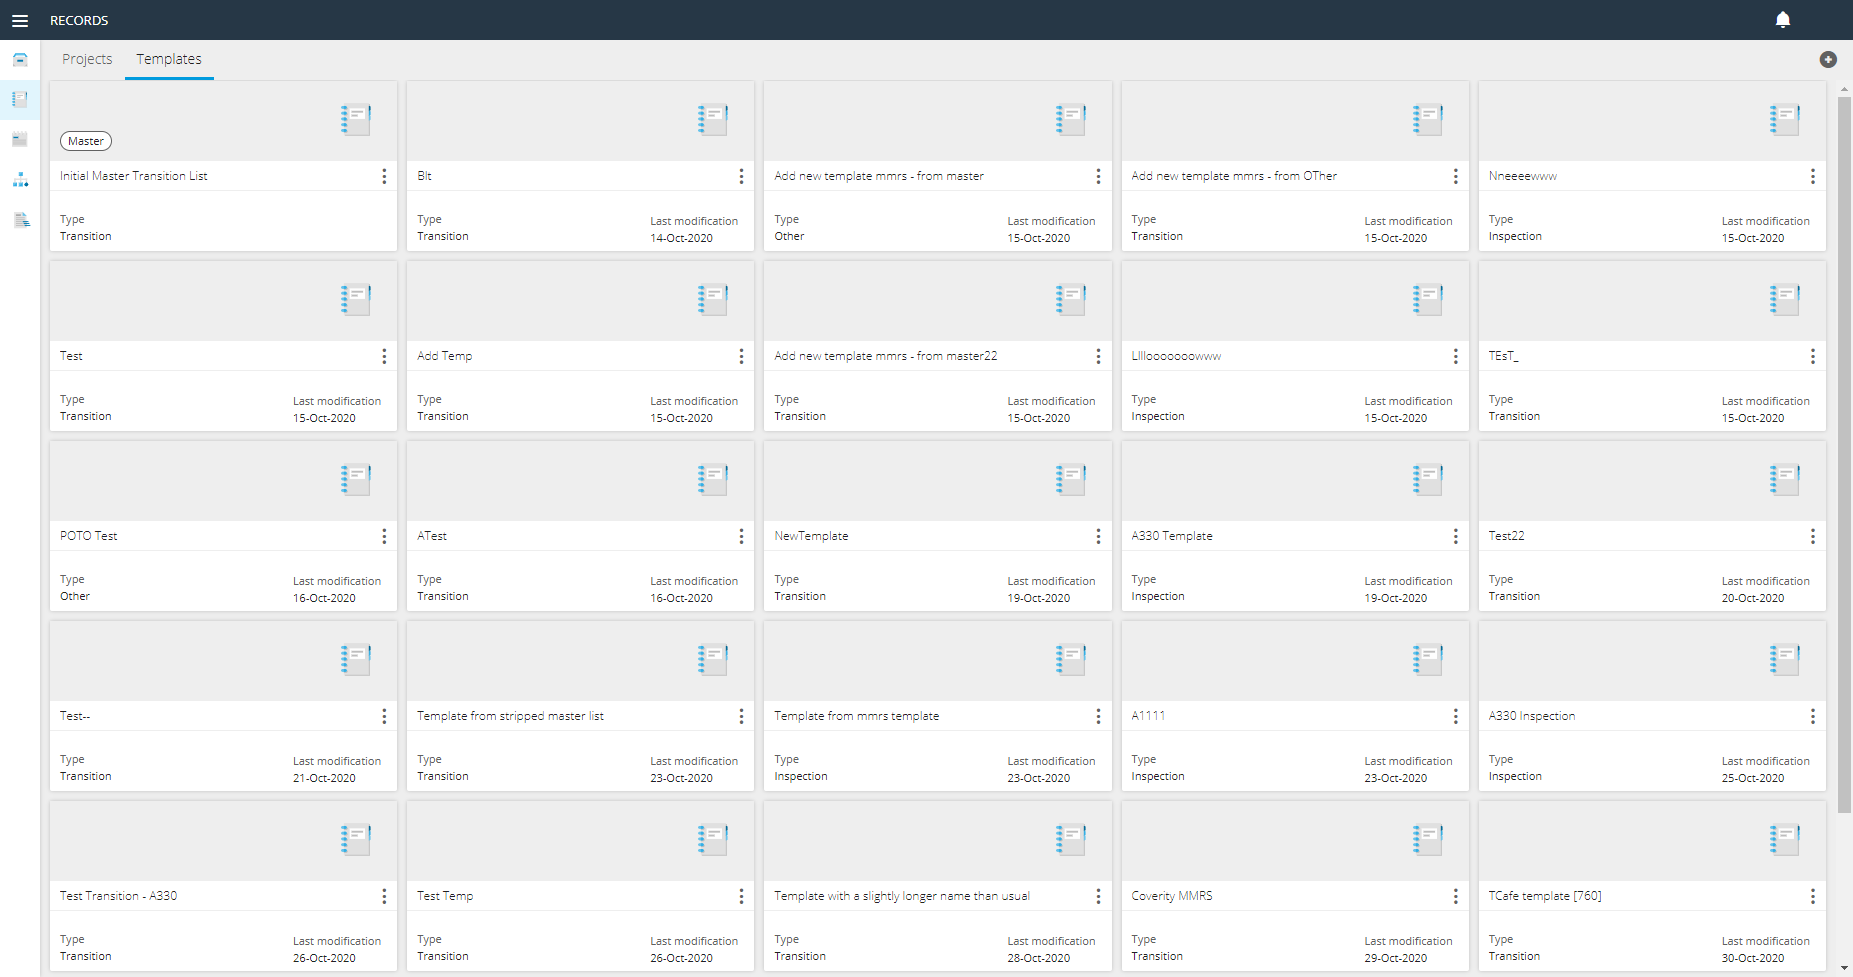 RECORDS
Projects
Templates
Master
Initial Master Transition List
Type
Transition
Blt
Type
Transition
Last modification
14-Oct-2020
Add new template mmrs - from master
Type
Other
Last modification
15-Oct-2020
Add new template mmrs - from OTher
Type
Transition
Last modification
15-Oct-2020
Nneeeewww
Type
Inspection
Last modification
15-Oct-2020
Test
Type
Transition
Last modification
15-Oct-2020
Add Temp
Type
Transition
Last modification
15-Oct-2020
Add new template mmrs - from master22
Type
Transition
Last modification
15-Oct-2020
Type
Inspection
Last modification
15-Oct-2020
TEsT_
Type
Transition
Last modification
15-Oct-2020
POTO Test
Type
Other
Last modification
16-Oct-2020
ATest
Type
Transition
Last modification
16-Oct-2020
NewTemplate
Type
Transition
Last modification
19-Oct-2020
A330 Template
Type
Inspection
Last modification
19-Oct-2020
Test22
Type
Transition
Last modification
20-Oct-2020
Test--
Type
Transition
Last modification
21-Oct-2020
Template from stripped master list
Type
Transition
Last modification
23-Oct-2020
Template from mmrs template
Type
Inspection
Last modification
23-Oct-2020
A1111
Type
Inspection
Last modification
23-Oct-2020
A330 Inspection
Type
Inspection
Last modification
25-Oct-2020
Test Transition - A330
Type
Transition
Last modification
26-Oct-2020
Test Temp
Type
Transition
Last modification
26-Oct-2020
Template with a slightly longer name than usual
Type
Transition
Last modification
28-Oct-2020
Coverity MMRS
Type
Transition
Last modification
29-Oct-2020
TCafe template [760]
Type
Transition
Last modification
30-Oct-2020